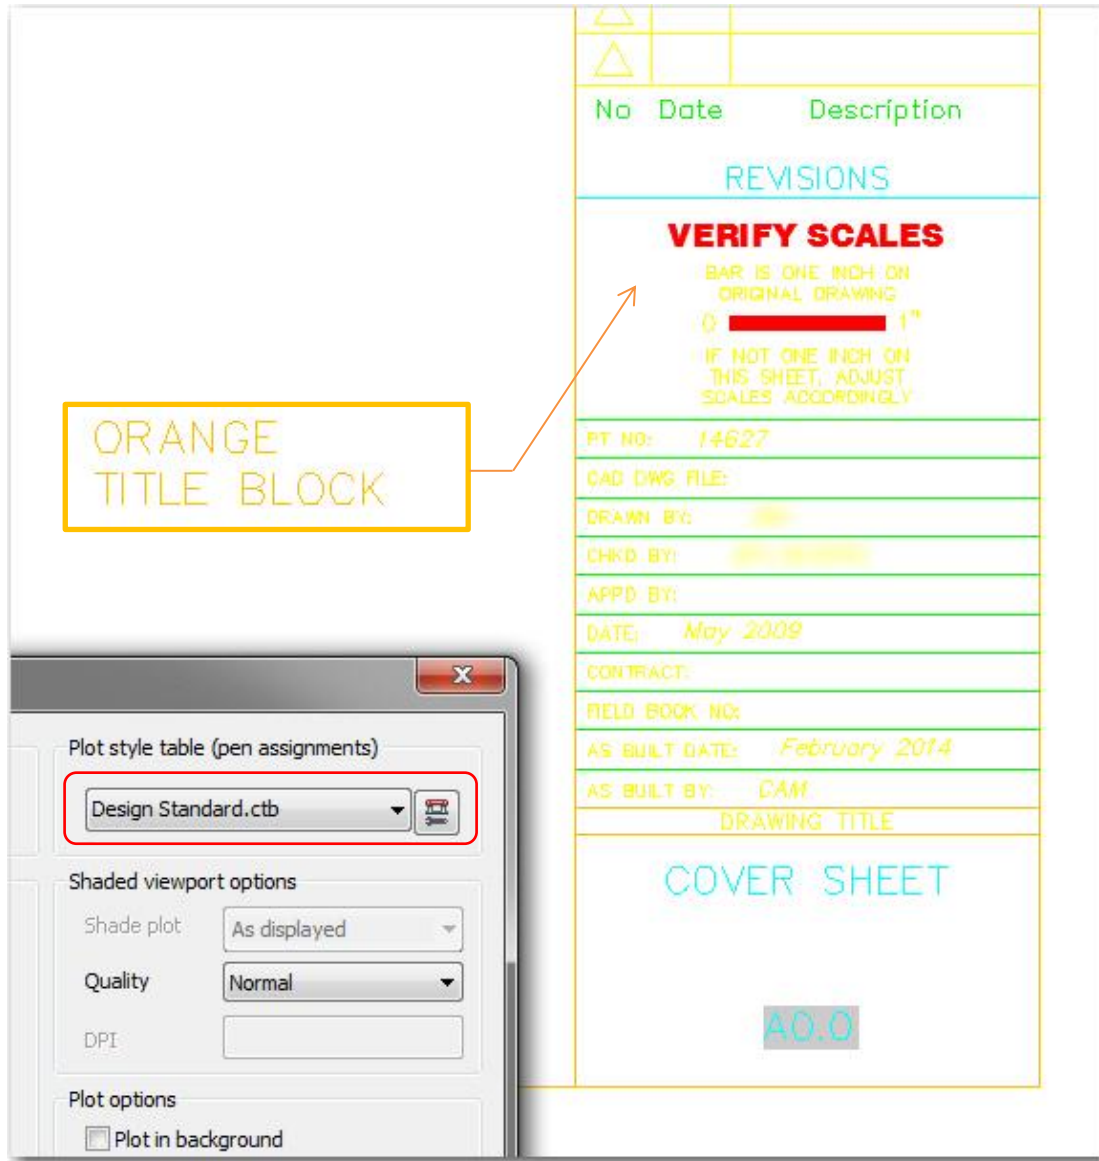 No Date Description
REVISIONS
VERIFY SCALES
BAR IS ONE INCH ON
ORIGINAL DRAWING
0 1"
IF NOT ONE INCH ON
THIS SHEET, ADJUST
SCALES ACCORDINGLY
ORANGE
TITLE BLOCK
PT NO: 14627
CAD DWG FILE:
DRAWN BY:
CHKD BY:
APPD BY:
DATE: May 2009
CONTRACT:
FIELD BOOK NO:
AS BUILT DATE: February 2014
AS BUILT BY: CAM
DRAWING TITLE
COVER SHEET
A0.0
Plot style table (pen assignments)
Design Standard.ctb
Shaded viewport options
Shade plot As displayed
Quality Normal
DPI
Plot options
Plot in background